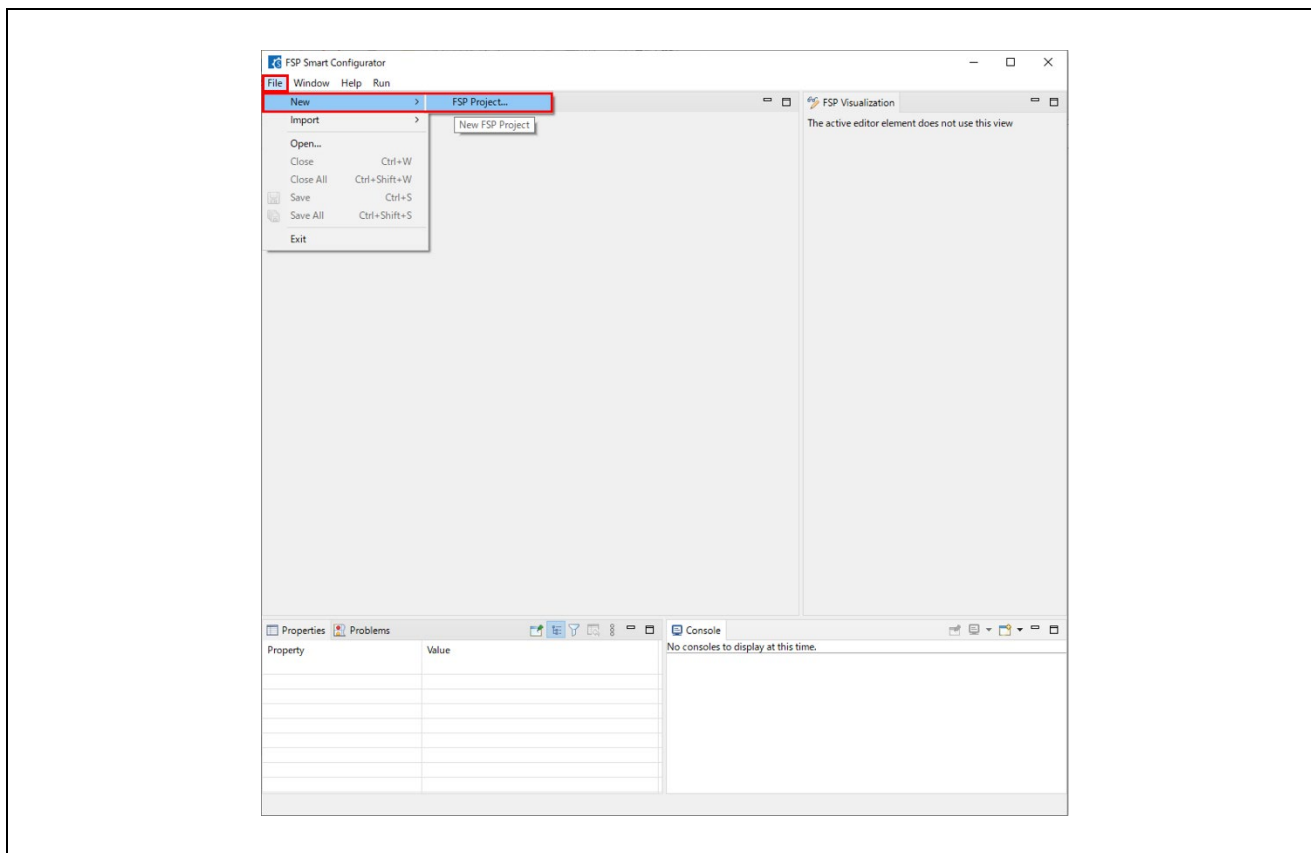 FSP Smart Configurator
File Window Help Run
New > FSP Project...
FSP Visualization
Import >
New FSP Project
The active editor element does not use this view
Open...
Close Ctrl+W
Close All Ctrl+Shift+W
Save Ctrl+S
Save All Ctrl+Shift+S
Exit
Properties Problems
Console
Property Value
No consoles to display at this time.